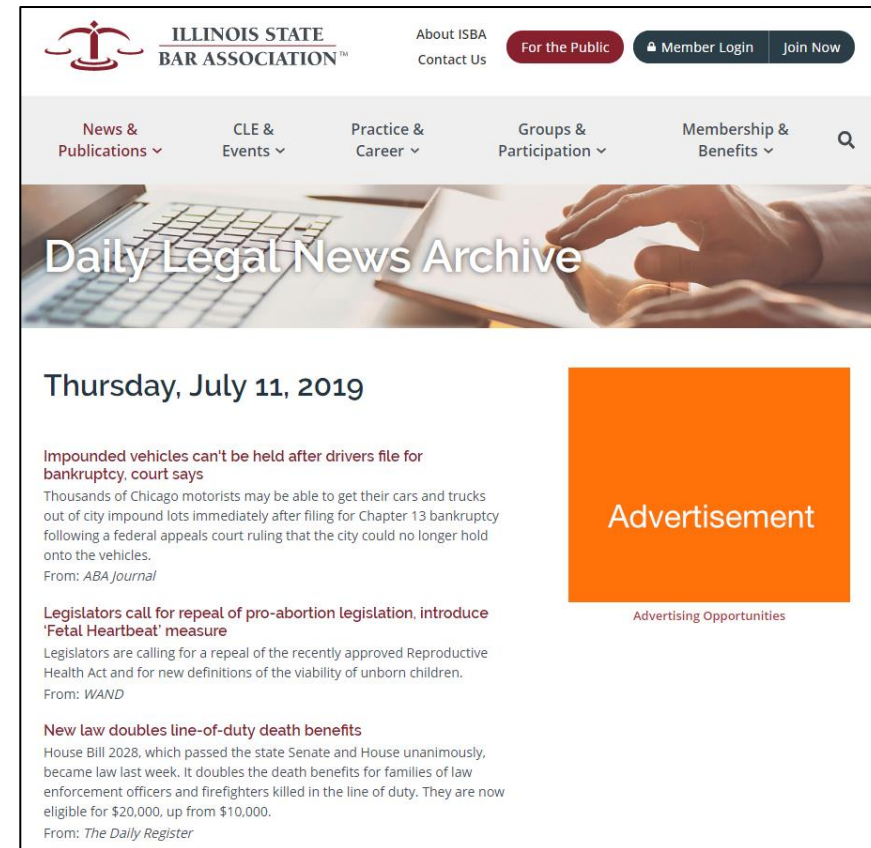 ILLINOIS STATE
BAR ASSOCIATION™
About ISBA
Contact Us
For the Public
Member Login
Join Now
News &
Publications
CLE &
Events
Practice &
Career
Groups &
Participation
Membership &
Benefits
Daily Legal News Archive
Thursday, July 11, 2019
Impounded vehicles can't be held after drivers file for
bankruptcy, court says
Thousands of Chicago motorists may be able to get their cars and trucks
out of city impound lots immediately after filing for Chapter 13 bankruptcy
following a federal appeals court ruling that the city could no longer hold
onto the vehicles.
From: ABA Journal
Legislators call for repeal of pro-abortion legislation, introduce
‘Fetal Heartbeat’ measure
Legislators are calling for a repeal of the recently approved Reproductive
Health Act and for new definitions of the viability of unborn children.
From: WAND
New law doubles line-of-duty death benefits
House Bill 2028, which passed the state Senate and House unanimously,
became law last week. It doubles the death benefits for families of law
enforcement officers and firefighters killed in the line of duty. They are now
eligible for $20,000, up from $10,000.
From: The Daily Register
Advertisement
Advertising Opportunities